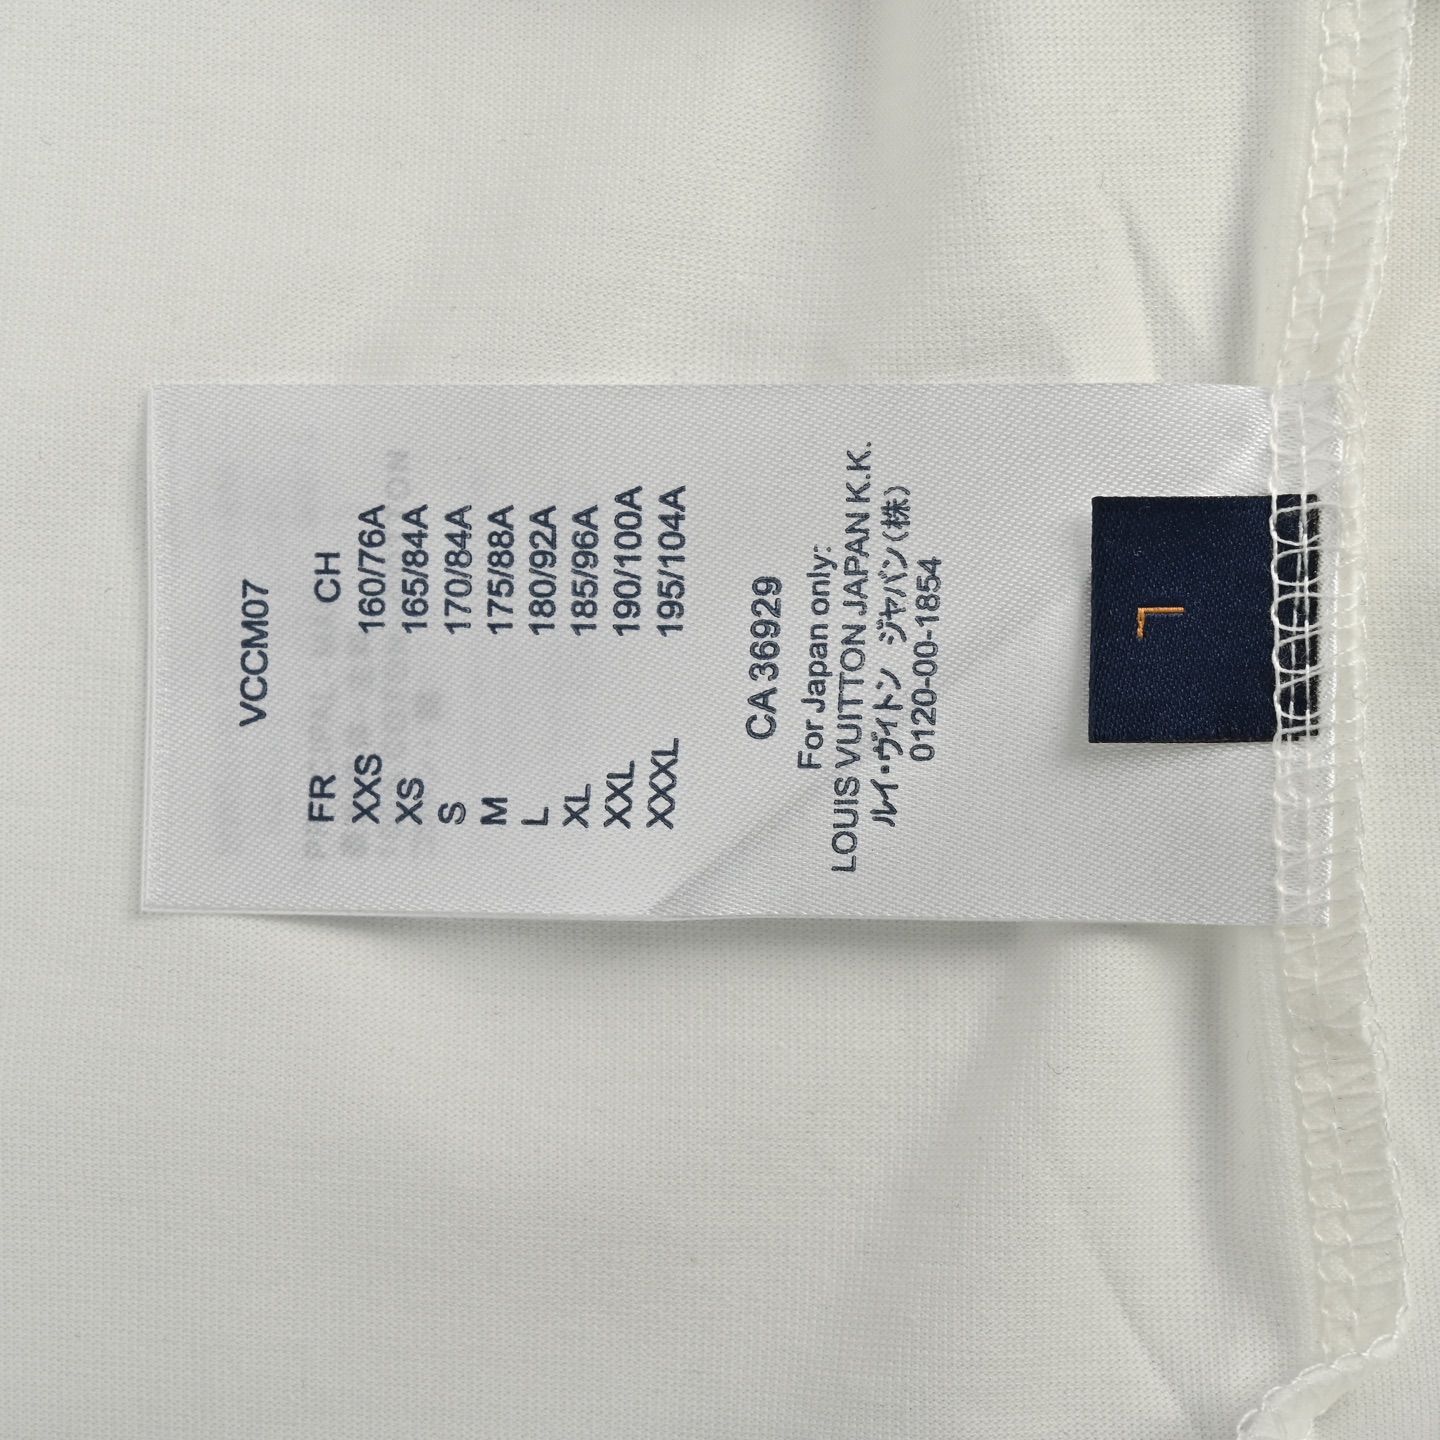 VCCM07
FR CH
XXS 160/76A
XS 165/84A
S 170/84A
M 175/88A
L 180/92A
XL 185/96A
XXL 190/100A
XXXL 195/104A
CA 36929
For Japan only:
LOUIS VUITTON JAPAN K.K.
ルイ・ヴィトン ジャパン(株)
0120-00-1854
L